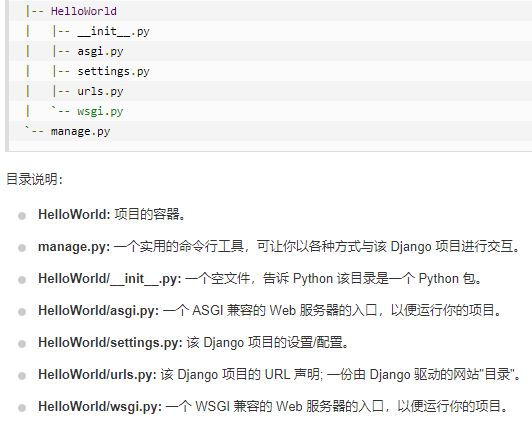 |-- HelloWorld
|   |-- __init__.py
|   |-- asgi.py
|   |-- settings.py
|   |-- urls.py
|   `-- wsgi.py
`-- manage.py
目录说明：
HelloWorld: 项目的容器。
manage.py: 一个实用的命令行工具，可让你以各种方式与该 Django 项目进行交互。
HelloWorld/__init__.py: 一个空文件，告诉 Python 该目录是一个 Python 包。
HelloWorld/asgi.py: 一个 ASGI 兼容的 Web 服务器的入口，以便运行你的项目。
HelloWorld/settings.py: 该 Django 项目的设置/配置。
HelloWorld/urls.py: 该 Django 项目的 URL 声明; 一份由 Django 驱动的网站"目录"。
HelloWorld/wsgi.py: 一个 WSGI 兼容的 Web 服务器的入口，以便运行你的项目。